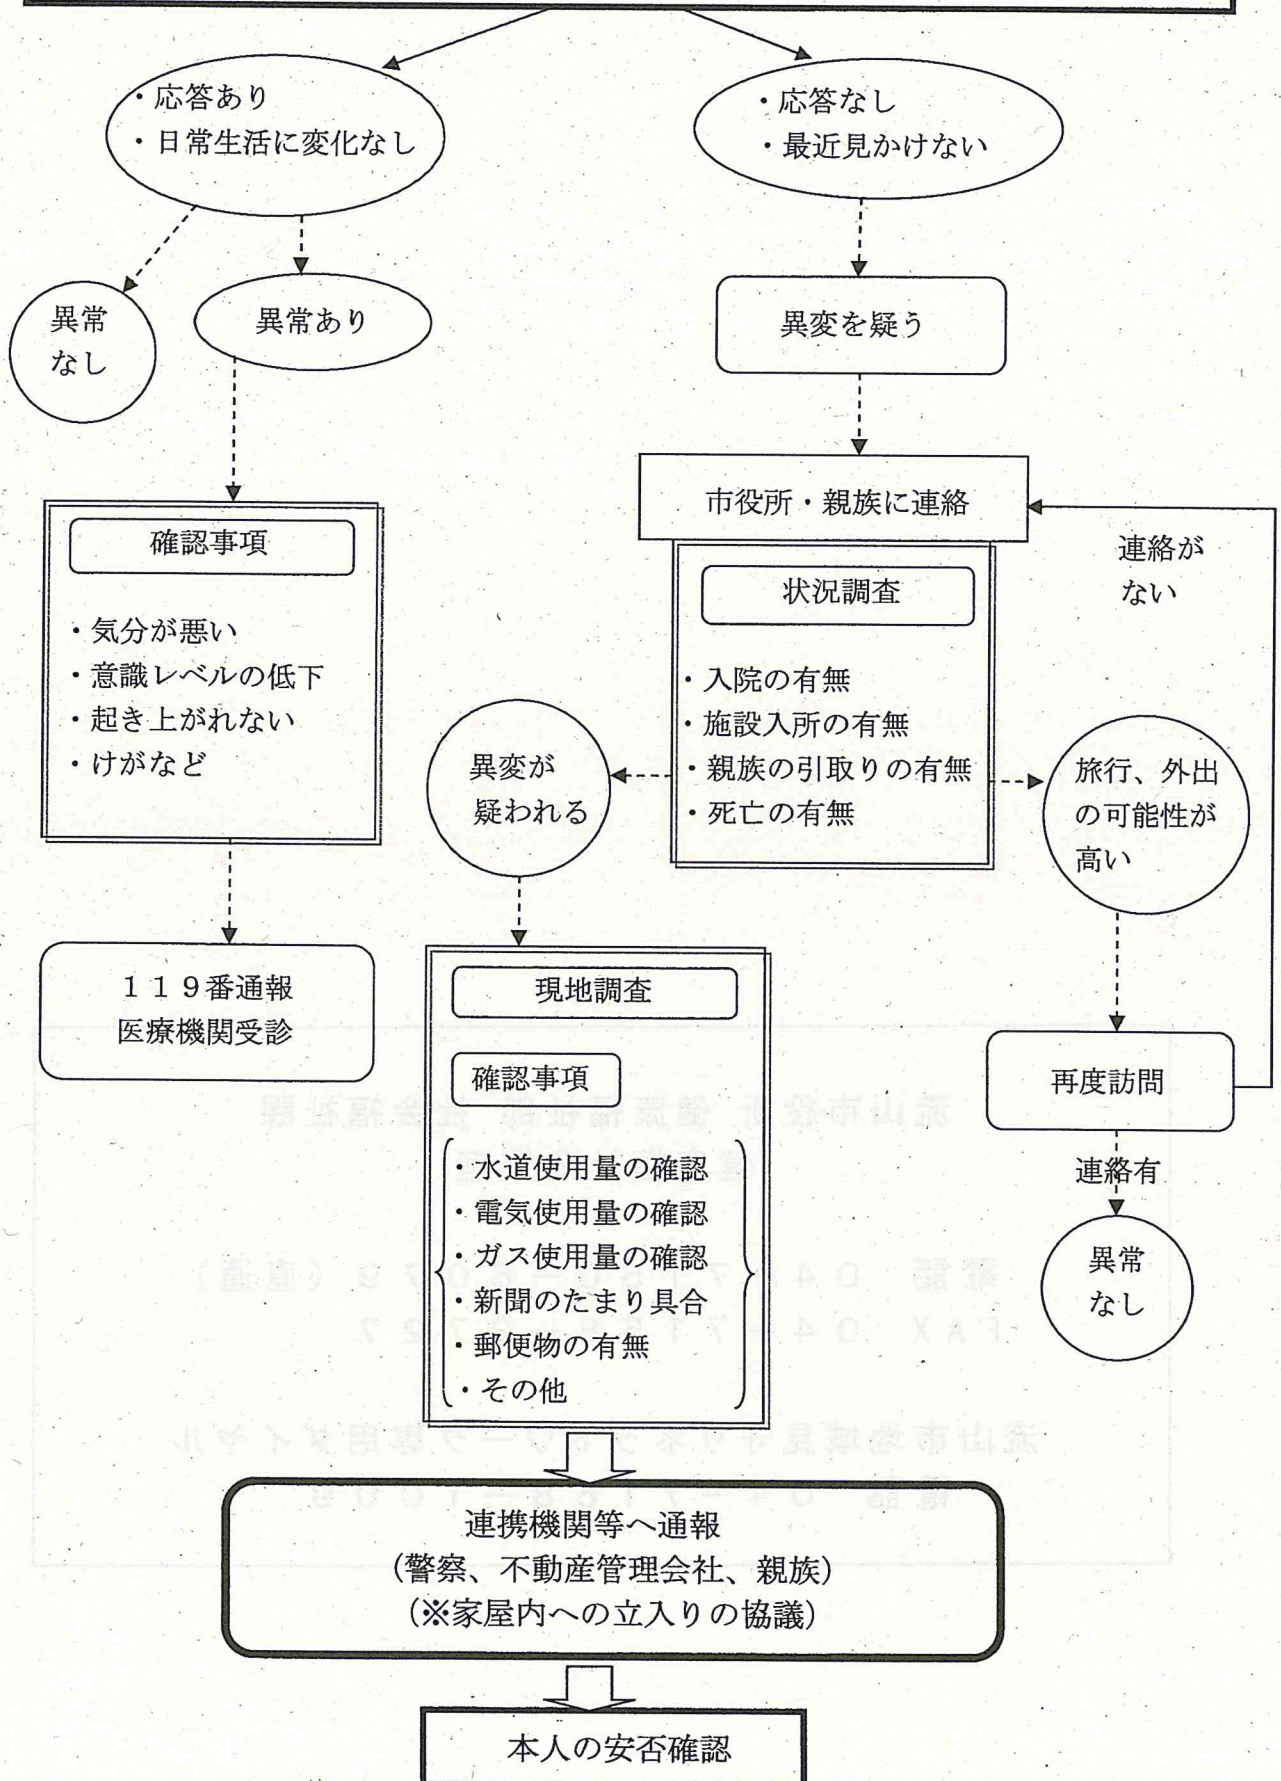 ・応答あり
・日常生活に変化なし
・応答なし
・最近見かけない
異常
なし
異常あり
異変を疑う
市役所・親族に連絡
連絡が
ない
確認事項
・気分が悪い
・意識レベルの低下
・起き上がれない
・けがなど
状況調査
・入院の有無
・施設入所の有無
・親族の引取りの有無
・死亡の有無
異変が
疑われる
旅行、外出
の可能性が
高い
119番通報
医療機関受診
現地調査
確認事項
・水道使用量の確認
・電気使用量の確認
・ガス使用量の確認
・新聞のたまり具合
・郵便物の有無
・その他
再度訪問
連絡有
異常
なし
連携機関等へ通報
(警察、不動産管理会社、親族)
(※家屋内への立入りの協議)
本人の安否確認